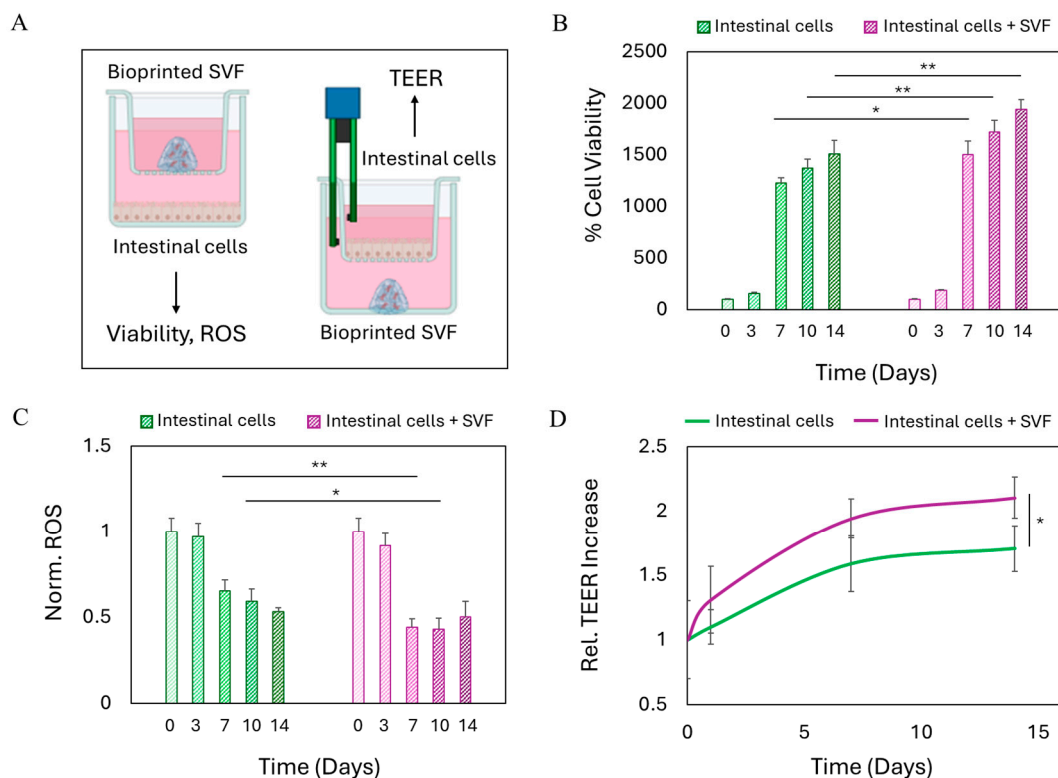 A
Bioprinted SVF
TEER
Intestinal cells
Intestinal cells
Viability, ROS
Bioprinted SVF
B
Intestinal cells
Intestinal cells + SVF
% Cell Viability
2500
2000
1500
1000
500
0
**
**
*
0 3 7 10 14 0 3 7 10 14
Time (Days)
C
Intestinal cells
Intestinal cells + SVF
Norm. ROS
1.5
1
0.5
0
**
*
0 3 7 10 14 0 3 7 10 14
Time (Days)
D
Intestinal cells
Intestinal cells + SVF
Rel. TEER Increase
2.5
2
1.5
1
0.5
*
0 5 10 15
Time (Days)